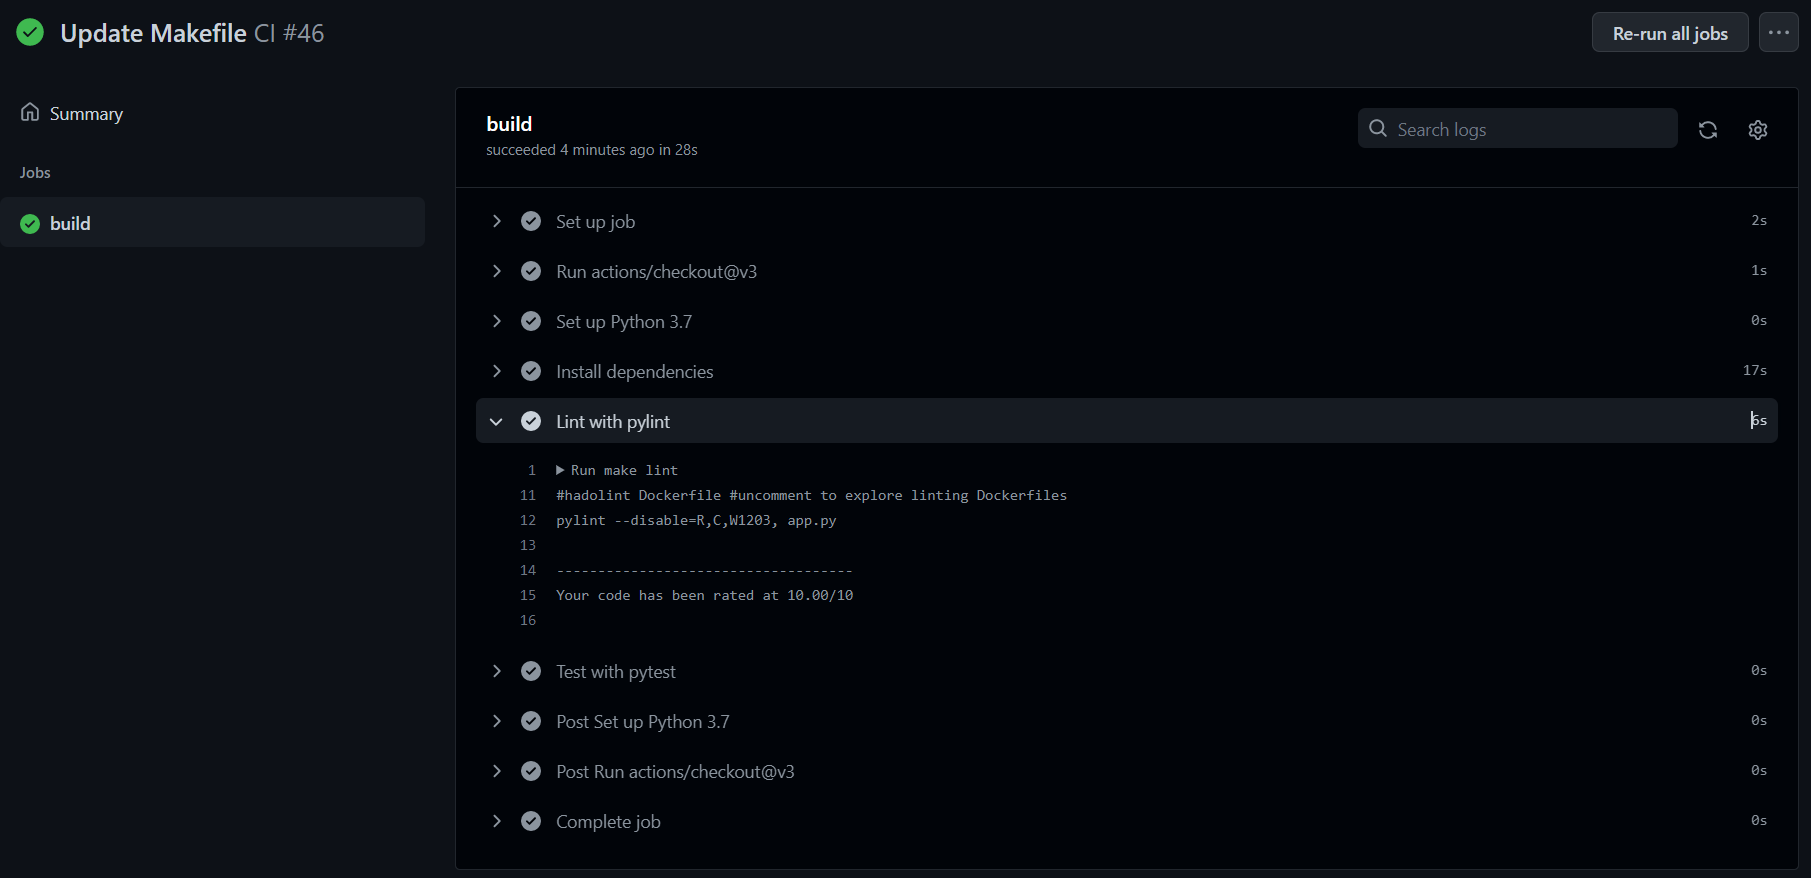 Update Makefile CI #46
Re-run all jobs
Summary
Jobs
build
build
succeeded 4 minutes ago in 28s
Search logs
Set up job 2s
Run actions/checkout@v3 1s
Set up Python 3.7 0s
Install dependencies 17s
Lint with pylint 6s
1 Run make lint
11 #hadolint Dockerfile #uncomment to explore linting Dockerfiles
12 pylint --disable=R,C,W1203, app.py
13
14 ------------------------------------
15 Your code has been rated at 10.00/10
16
Test with pytest 0s
Post Set up Python 3.7 0s
Post Run actions/checkout@v3 0s
Complete job 0s